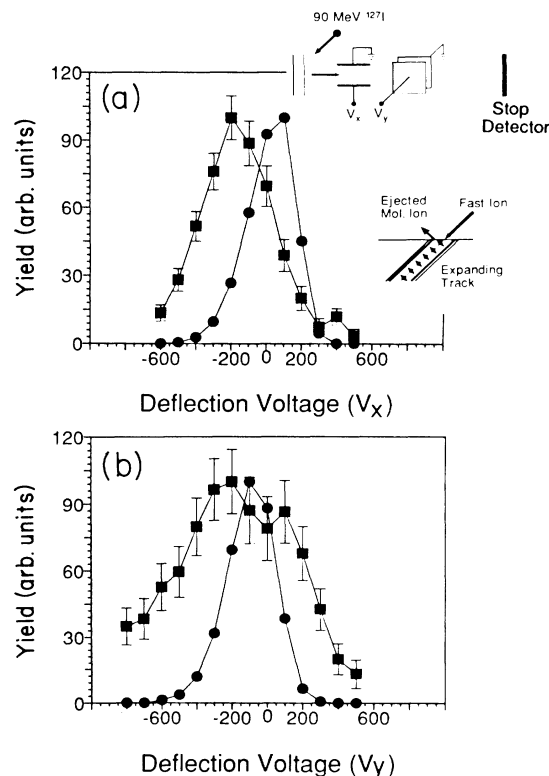 90 MeV ¹²⁷I
120
(a)
90
60
30
0
Yield (arb. units)
Vx
Vy
Stop
Detector
Ejected
Mol. Ion
Fast Ion
Expanding
Track
-600
-200
0
200
600
Deflection Voltage (Vx)
120
(b)
90
60
30
0
Yield (arb. units)
-600
-200
0
200
600
Deflection Voltage (Vy)